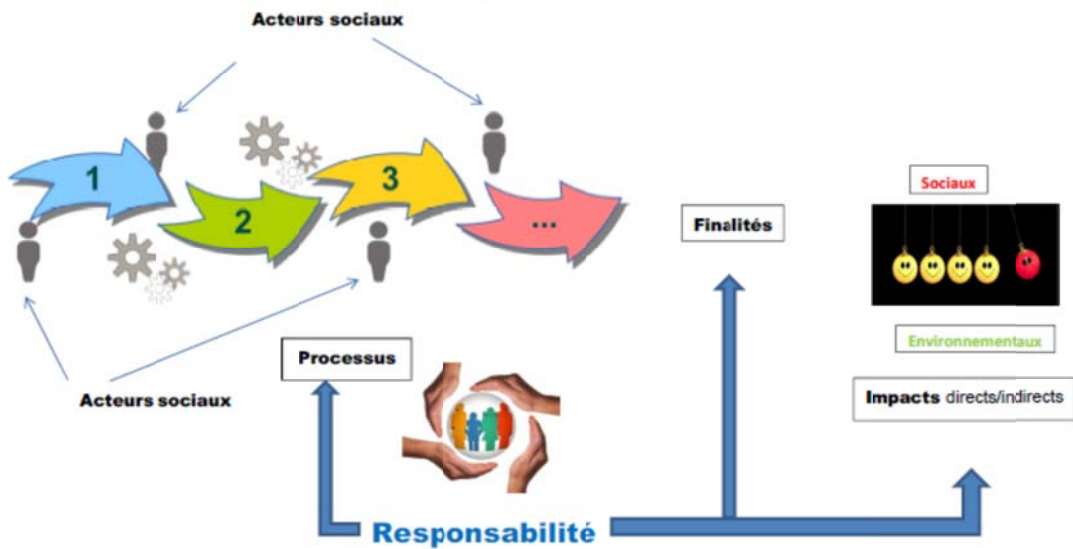 Acteurs sociaux
1
2
3
...
Sociaux
Finalités
Environnementaux
Processus
Acteurs sociaux
Impacts directs/indirects
Responsabilité